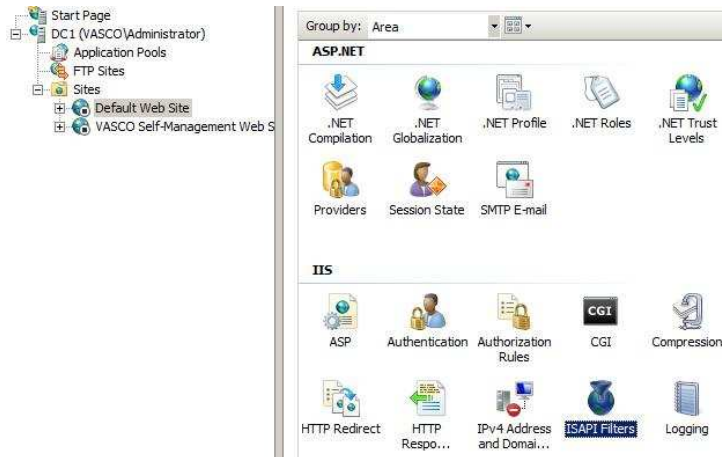 Start Page
DC1 (VASCO\Administrator)
Application Pools
FTP Sites
Sites
Default Web Site
VASCO Self-Management Web S
Group by: Area
ASP.NET
.NET Compilation
.NET Globalization
.NET Profile
.NET Roles
.NET Trust Levels
Providers
Session State
SMTP E-mail
IIS
ASP
Authentication
Authorization Rules
CGI
CGI
Compression
HTTP Redirect
HTTP Respo...
IPv4 Address and Domai...
ISAPI Filters
Logging